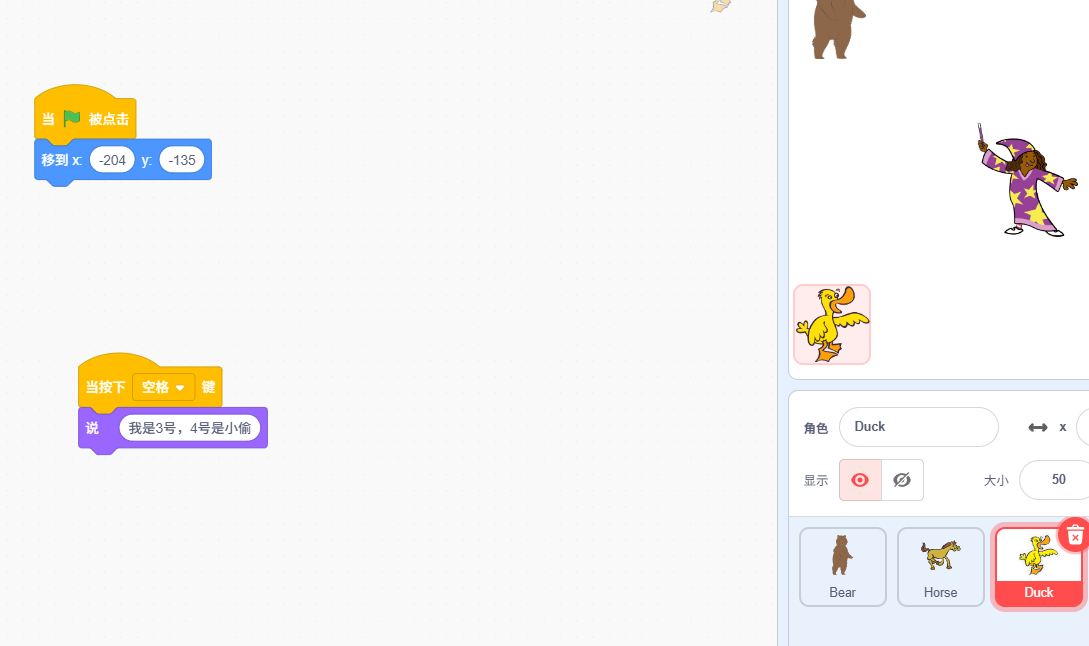 当 被点击
移到 x: -204 y: -135
当按下 空格 键
说 我是3号，4号是小偷
角色 Duck x
显示 大小 50
Bear Horse Duck